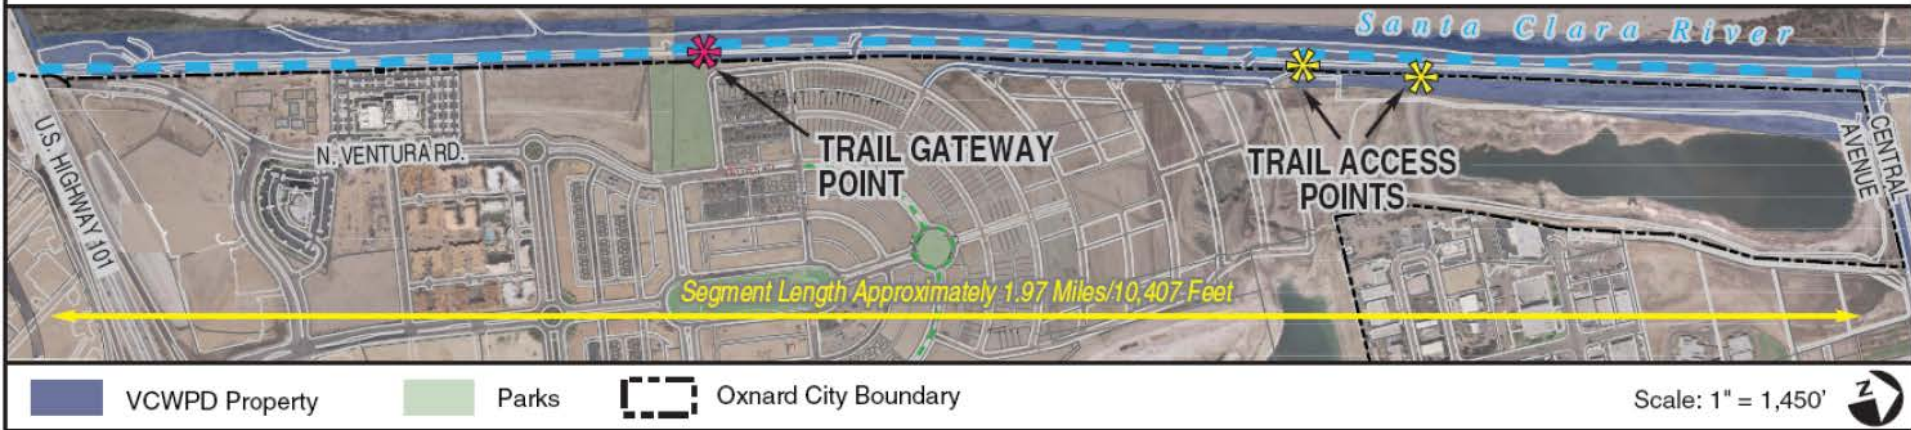 Santa Clara River
U.S. HIGHWAY 101
N. VENTURA RD.
TRAIL GATEWAY
POINT
TRAIL ACCESS
POINTS
CENTRAL
AVENUE
Segment Length Approximately 1.97 Miles/10,407 Feet
VCWPD Property
Parks
Oxnard City Boundary
Scale: 1" = 1,450'
N